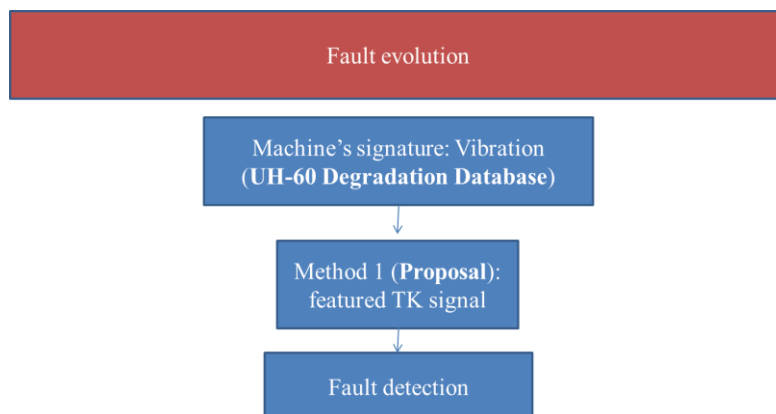 Fault evolution
Machine’s signature: Vibration
(UH-60 Degradation Database)
Method 1 (Proposal):
featured TK signal
Fault detection